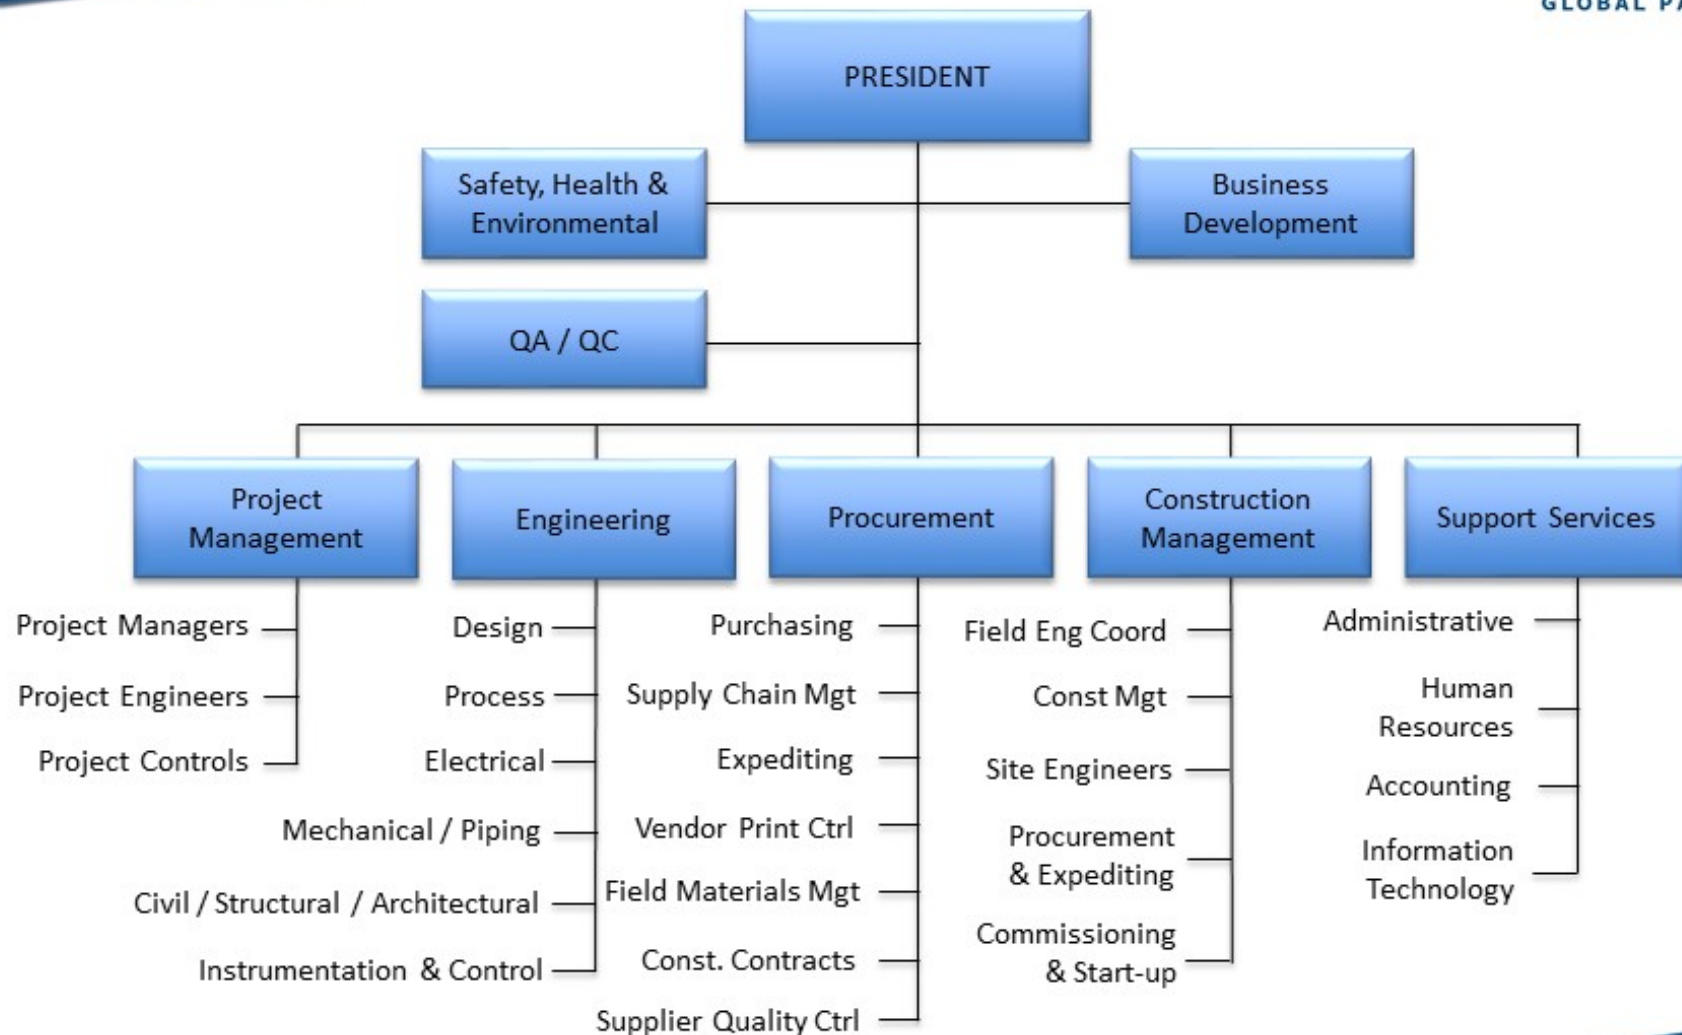 GLOBAL
PRESIDENT
Safety, Health &
Environmental
Business
Development
QA / QC
Project
Management
Engineering
Procurement
Construction
Management
Support Services
Project Managers
Project Engineers
Project Controls
Design
Process
Electrical
Mechanical / Piping
Civil / Structural / Architectural
Instrumentation & Control
Purchasing
Supply Chain Mgt
Expediting
Vendor Print Ctrl
Field Materials Mgt
Const. Contracts
Supplier Quality Ctrl
Field Eng Coord
Const Mgt
Site Engineers
Procurement
& Expediting
Commissioning
& Start-up
Administrative
Human
Resources
Accounting
Information
Technology